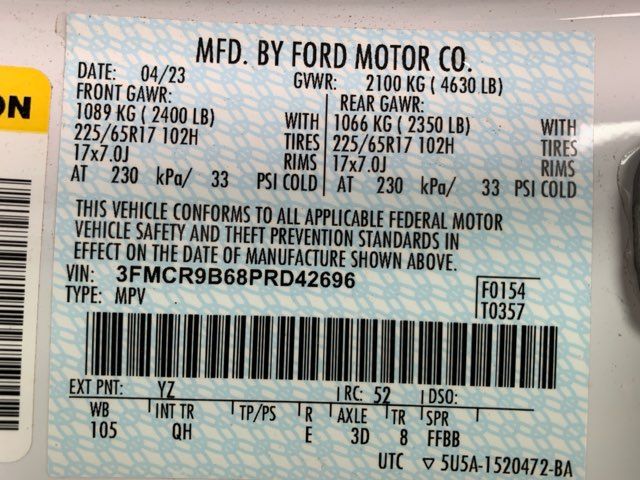 ON
MFD. BY FORD MOTOR CO.
DATE: 04/23 GVWR: 2100 KG ( 4630 LB)
FRONT GAWR: REAR GAWR:
1089 KG ( 2400 LB) WITH 1066 KG ( 2350 LB) WITH
225/65R17 102H TIRES 225/65R17 102H TIRES
17x7.0J RIMS 17x7.0J RIMS
AT 230 kPa/ 33 PSI COLD AT 230 kPa/ 33 PSI COLD
THIS VEHICLE CONFORMS TO ALL APPLICABLE FEDERAL MOTOR
VEHICLE SAFETY AND THEFT PREVENTION STANDARDS IN
EFFECT ON THE DATE OF MANUFACTURE SHOWN ABOVE.
VIN: 3FMCR9B68PRD42696 F0154
TYPE: MPV T0357
EXT PNT: YZ RC: 52 DSO:
WB INT TR TP/PS R AXLE TR SPR
105 QH E 3D 8 FFBB
UTC ▽ 5U5A-1520472-BA